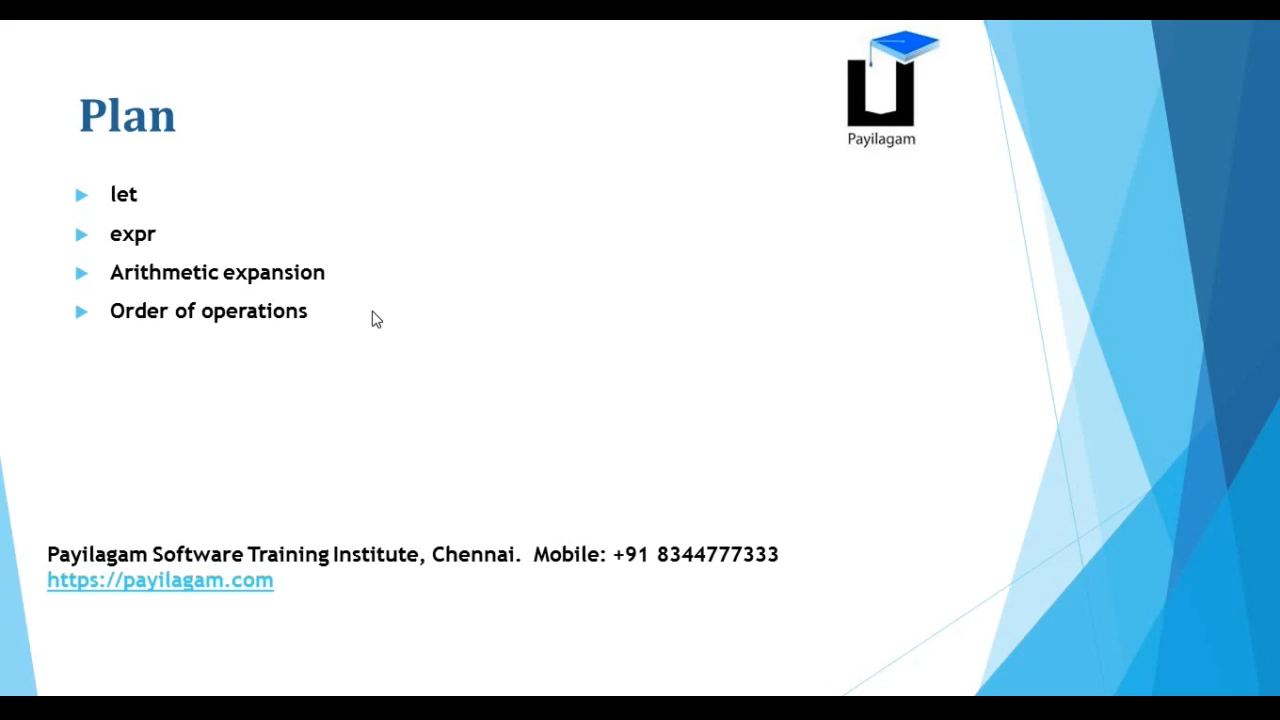 Payilagam
Plan
let
expr
Arithmetic expansion
Order of operations
Payilagam Software Training Institute, Chennai. Mobile: +91 8344777333
https://payilagam.com